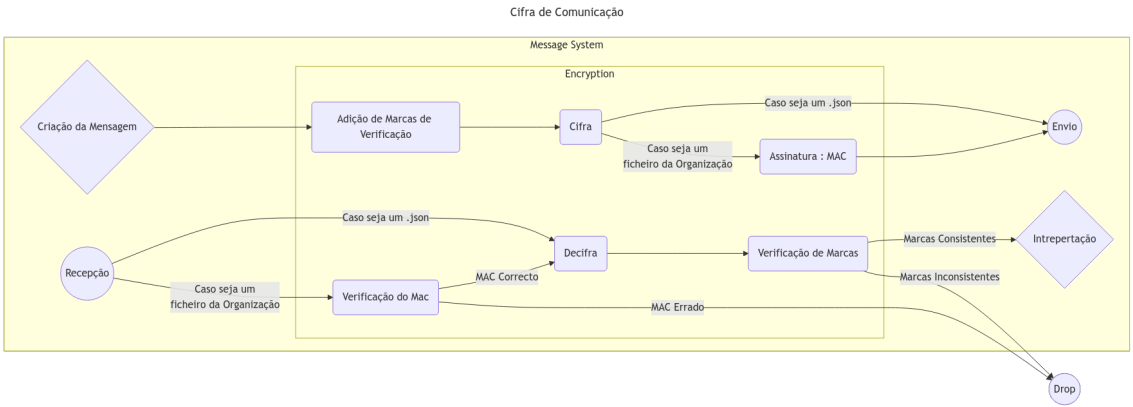 Cifra de Comunicação
Message System
Encryption
Criação da Mensagem
Adição de Marcas de
Verificação
Cifra
Caso seja um .json
Caso seja um
ficheiro da Organização
Assinatura : MAC
Envio
Recepção
Caso seja um .json
Caso seja um
ficheiro da Organização
Verificação do Mac
MAC Correcto
Decifra
Verificação de Marcas
Marcas Consistentes
Marcas Inconsistentes
Intrepertação
MAC Errado
Drop